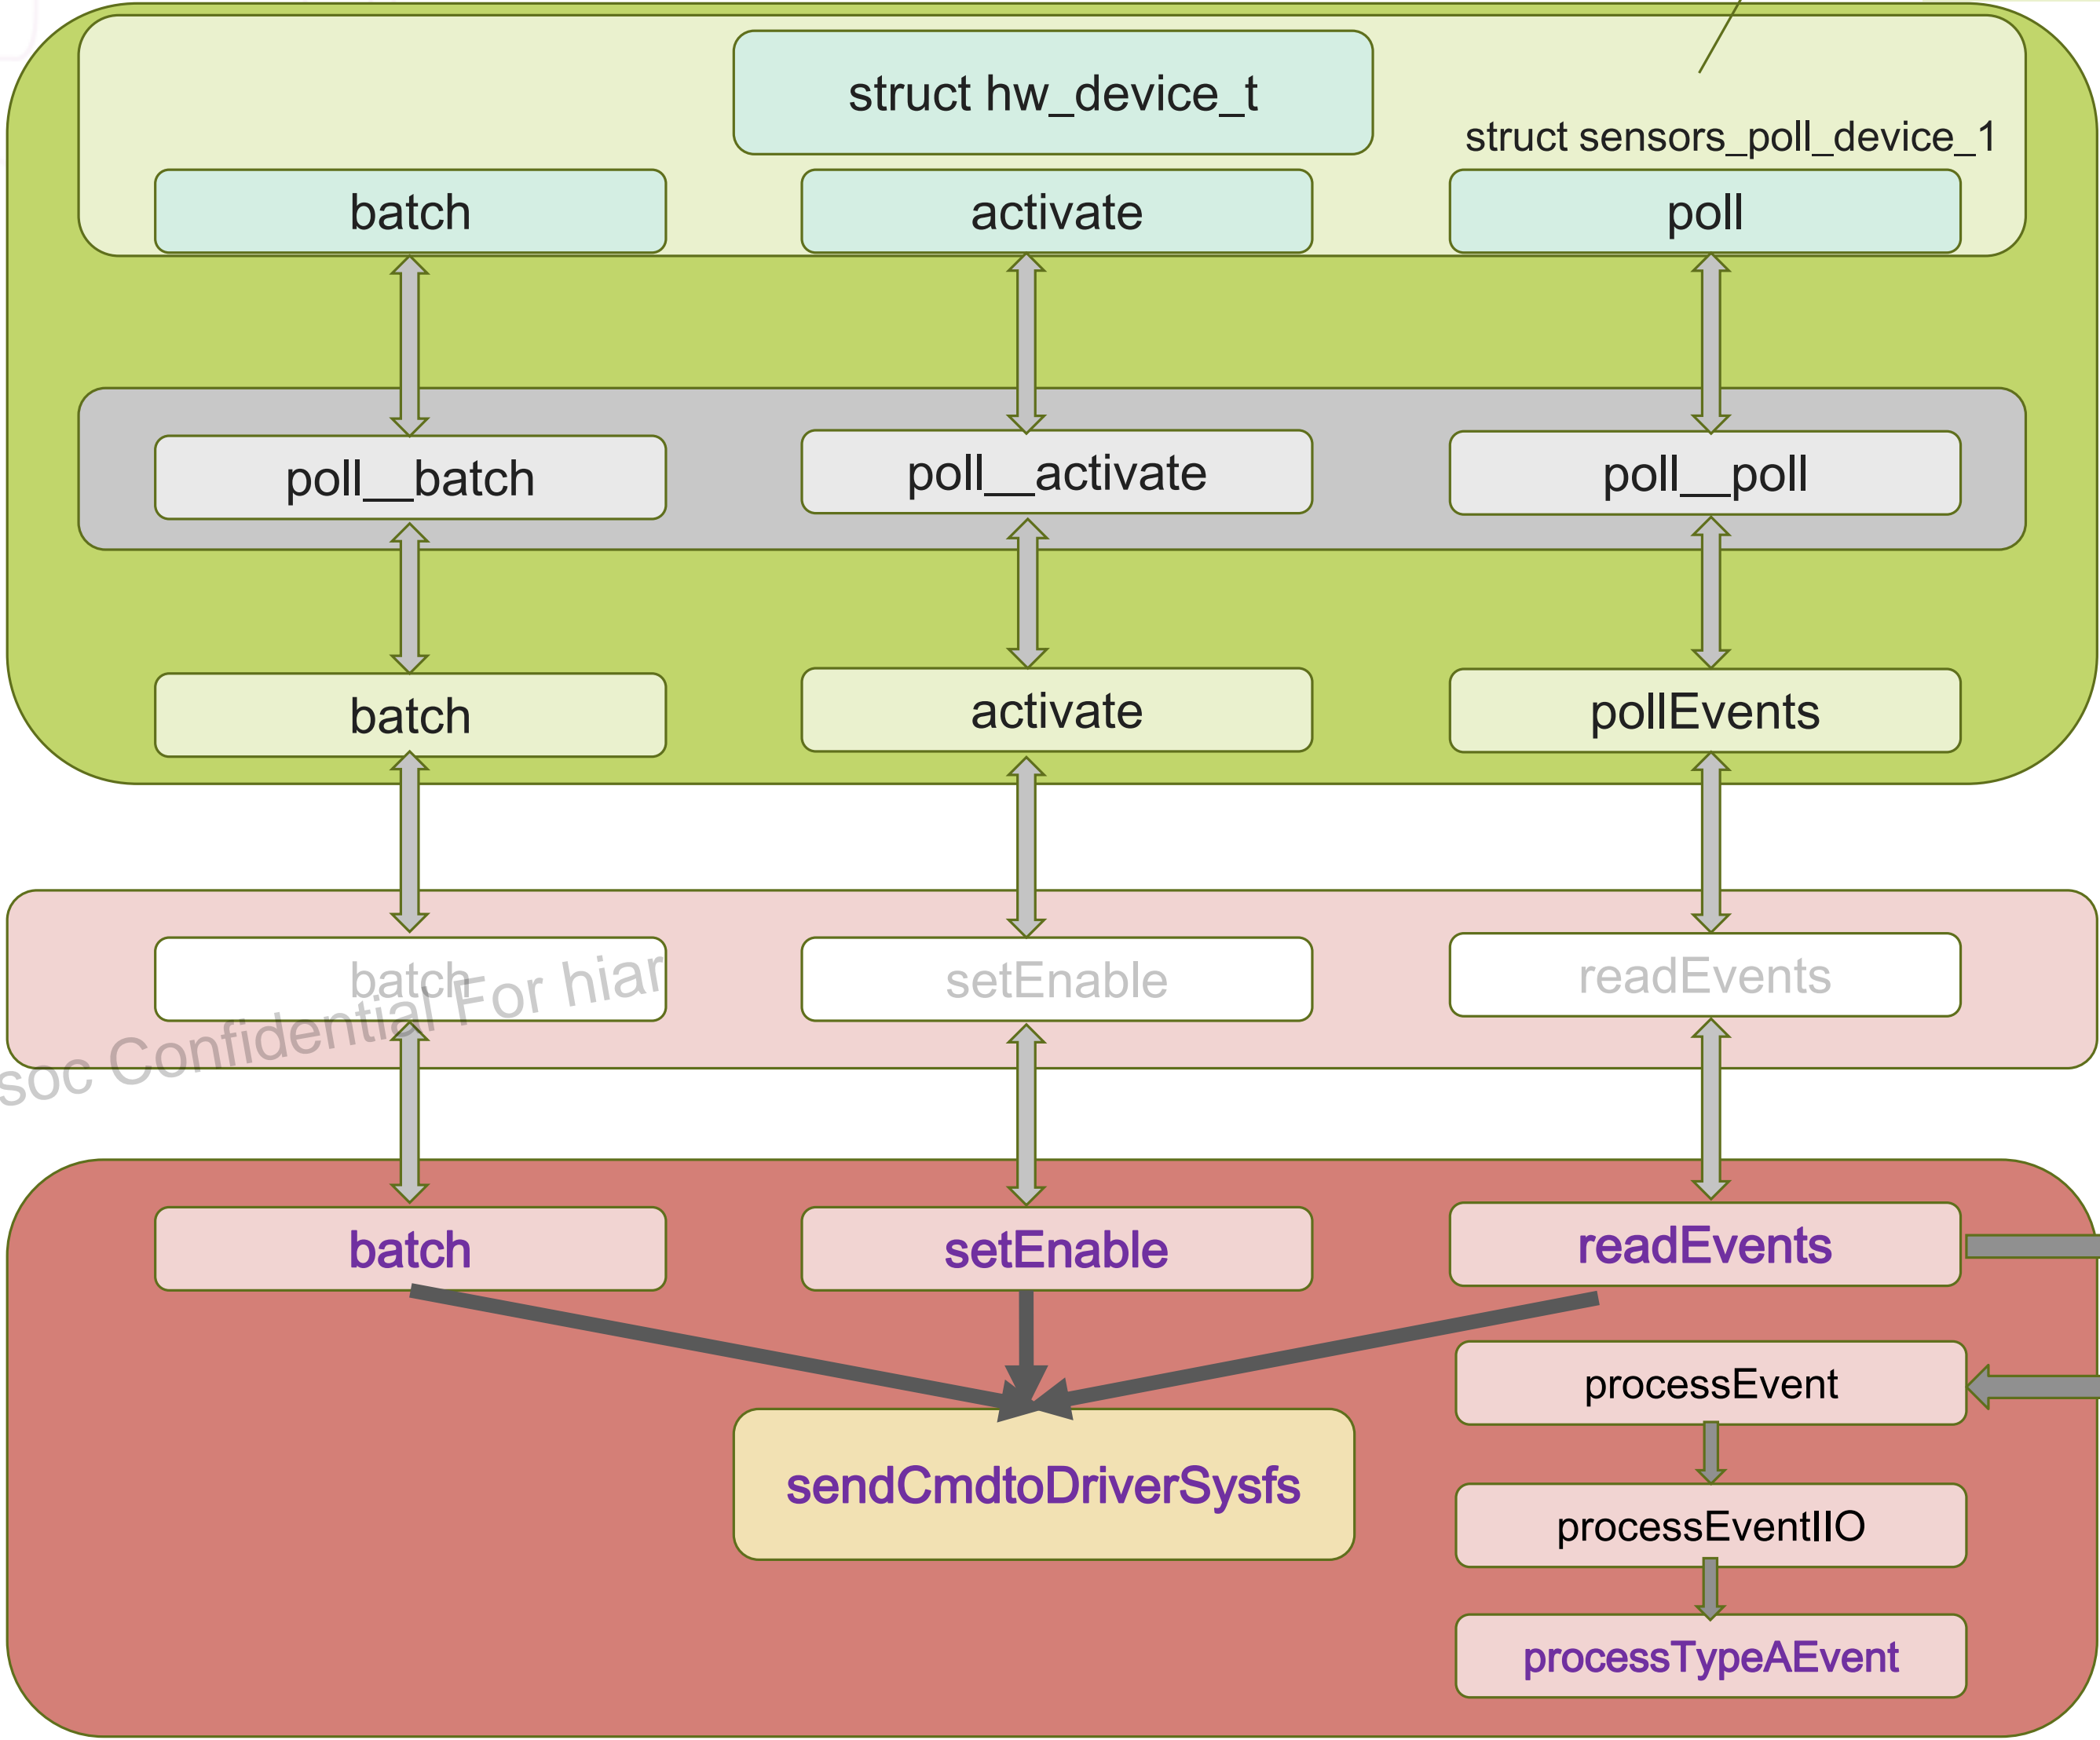 struct hw_device_t
struct sensors_poll_device_1
batch
activate
poll
poll__batch
poll__activate
poll__poll
batch
activate
pollEvents
batch
setEnable
readEvents
soc Confidential For hiar
batch
setEnable
readEvents
processEvent
sendCmdtoDriverSysfs
processEventIIO
processTypeAEvent